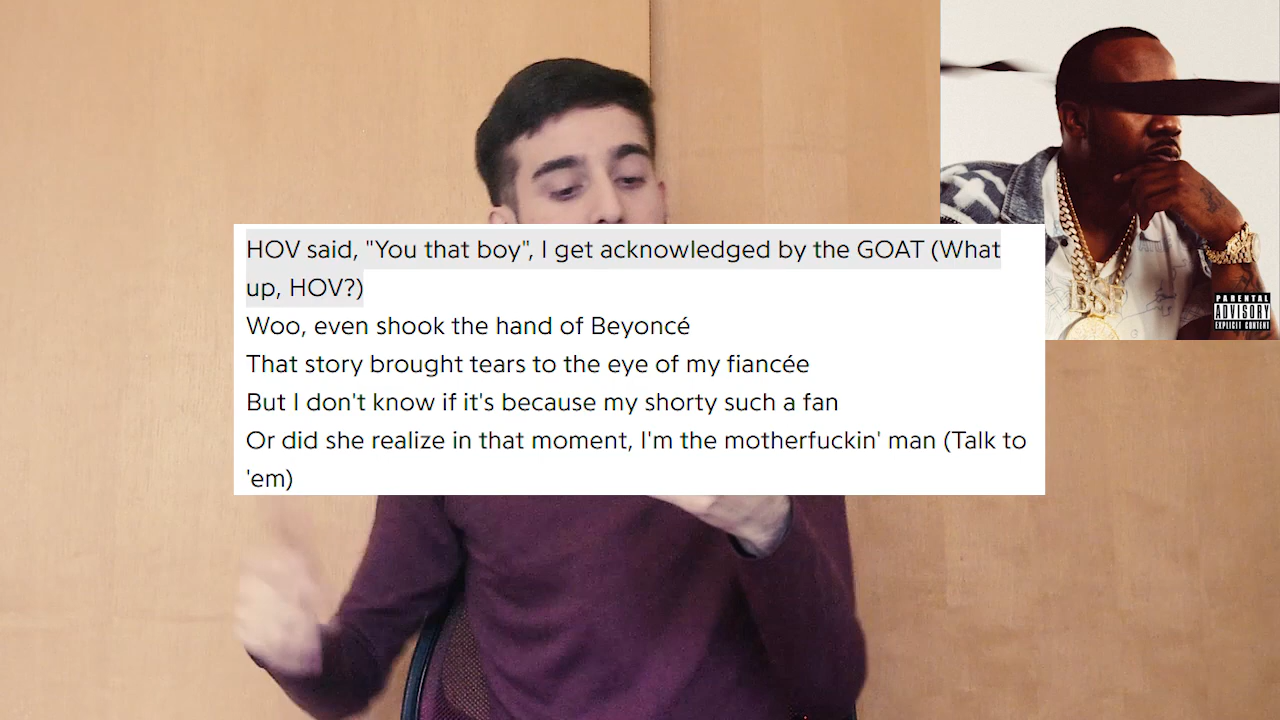 HOV said, "You that boy", I get acknowledged by the GOAT (What
up, HOV?)
Woo, even shook the hand of Beyoncé
That story brought tears to the eye of my fiancée
But I don't know if it's because my shorty such a fan
Or did she realize in that moment, I'm the motherfuckin' man (Talk to
'em)
BSF
PARENTAL
ADVISORY
EXPLICIT CONTENT